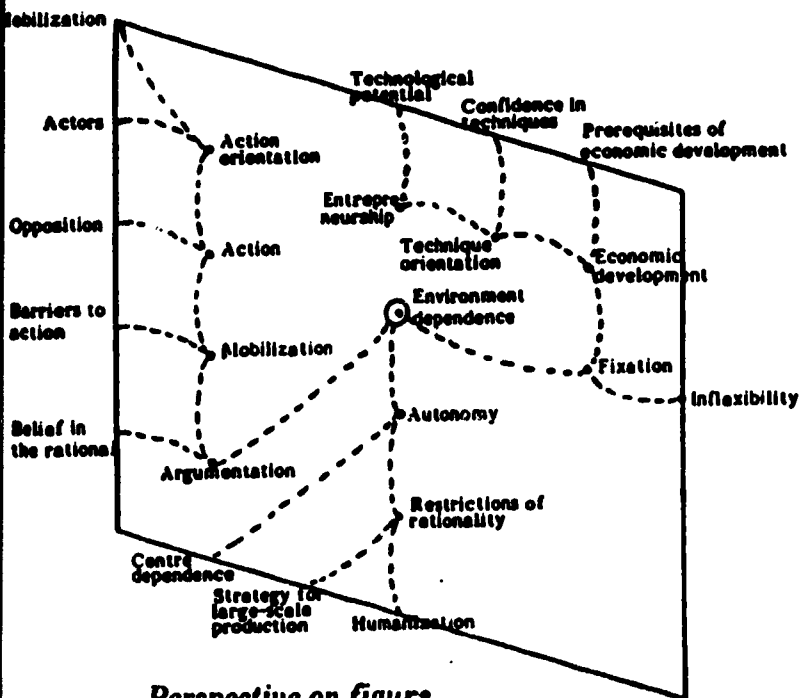 Mobilization
Technological
potential
Confidence in
techniques
Prerequisites of
economic development
Actors
Action
orientation
Entrepre-
neurship
Opposition
Action
Technique
orientation
Economic
development
Environment
dependence
Barriers to
action
Mobilization
Fixation
Inflexibility
Autonomy
Belief in
the rational
Argumentation
Restrictions of
rationality
Centre
dependence
Strategy for
large-scale
production
Humanization
Perspective on figure